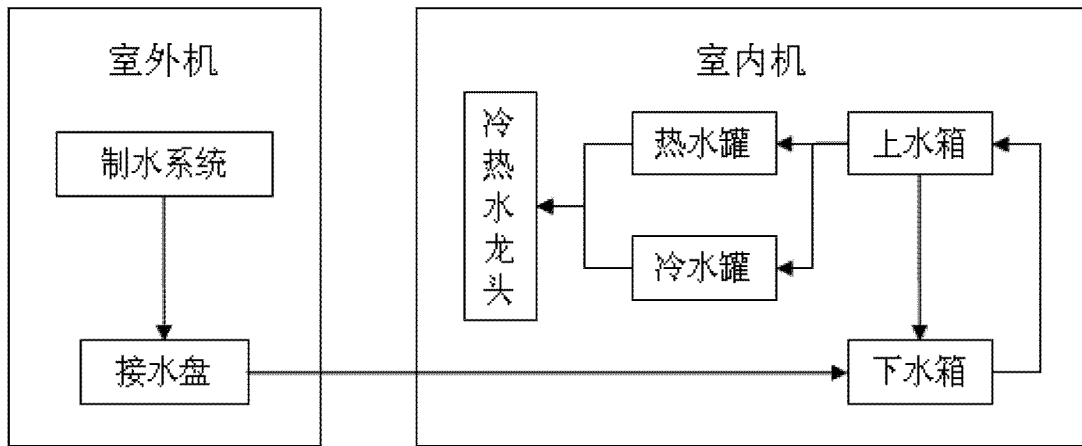 室外机
制水系统
接水盘
室内机
冷热水龙头
热水罐
冷水罐
上水箱
下水箱